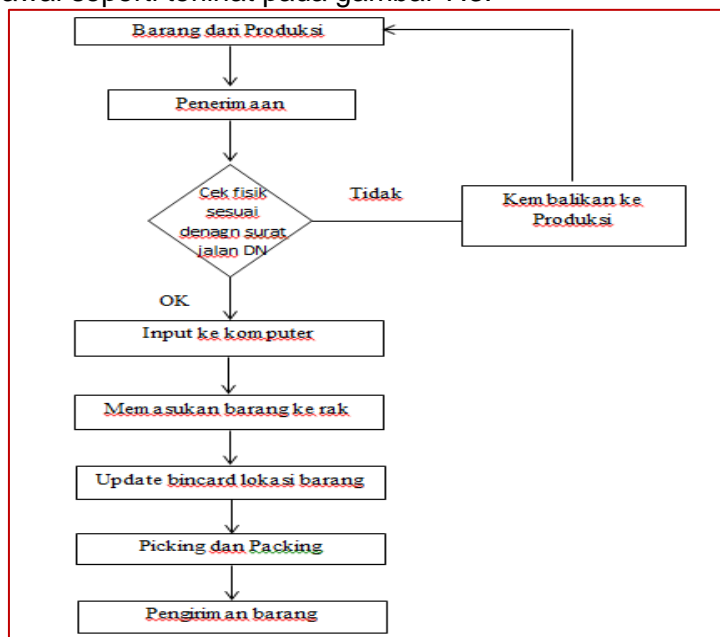 Barang dari Produksi
Penerimaan
Cek fisik
sesuai
denagn surat
jalan DN
Tidak
Kembalikan ke
Produksi
OK
Input ke komputer
Memasukan barang ke rak
Update bincard lokasi barang
Picking dan Packing
Pengiriman barang